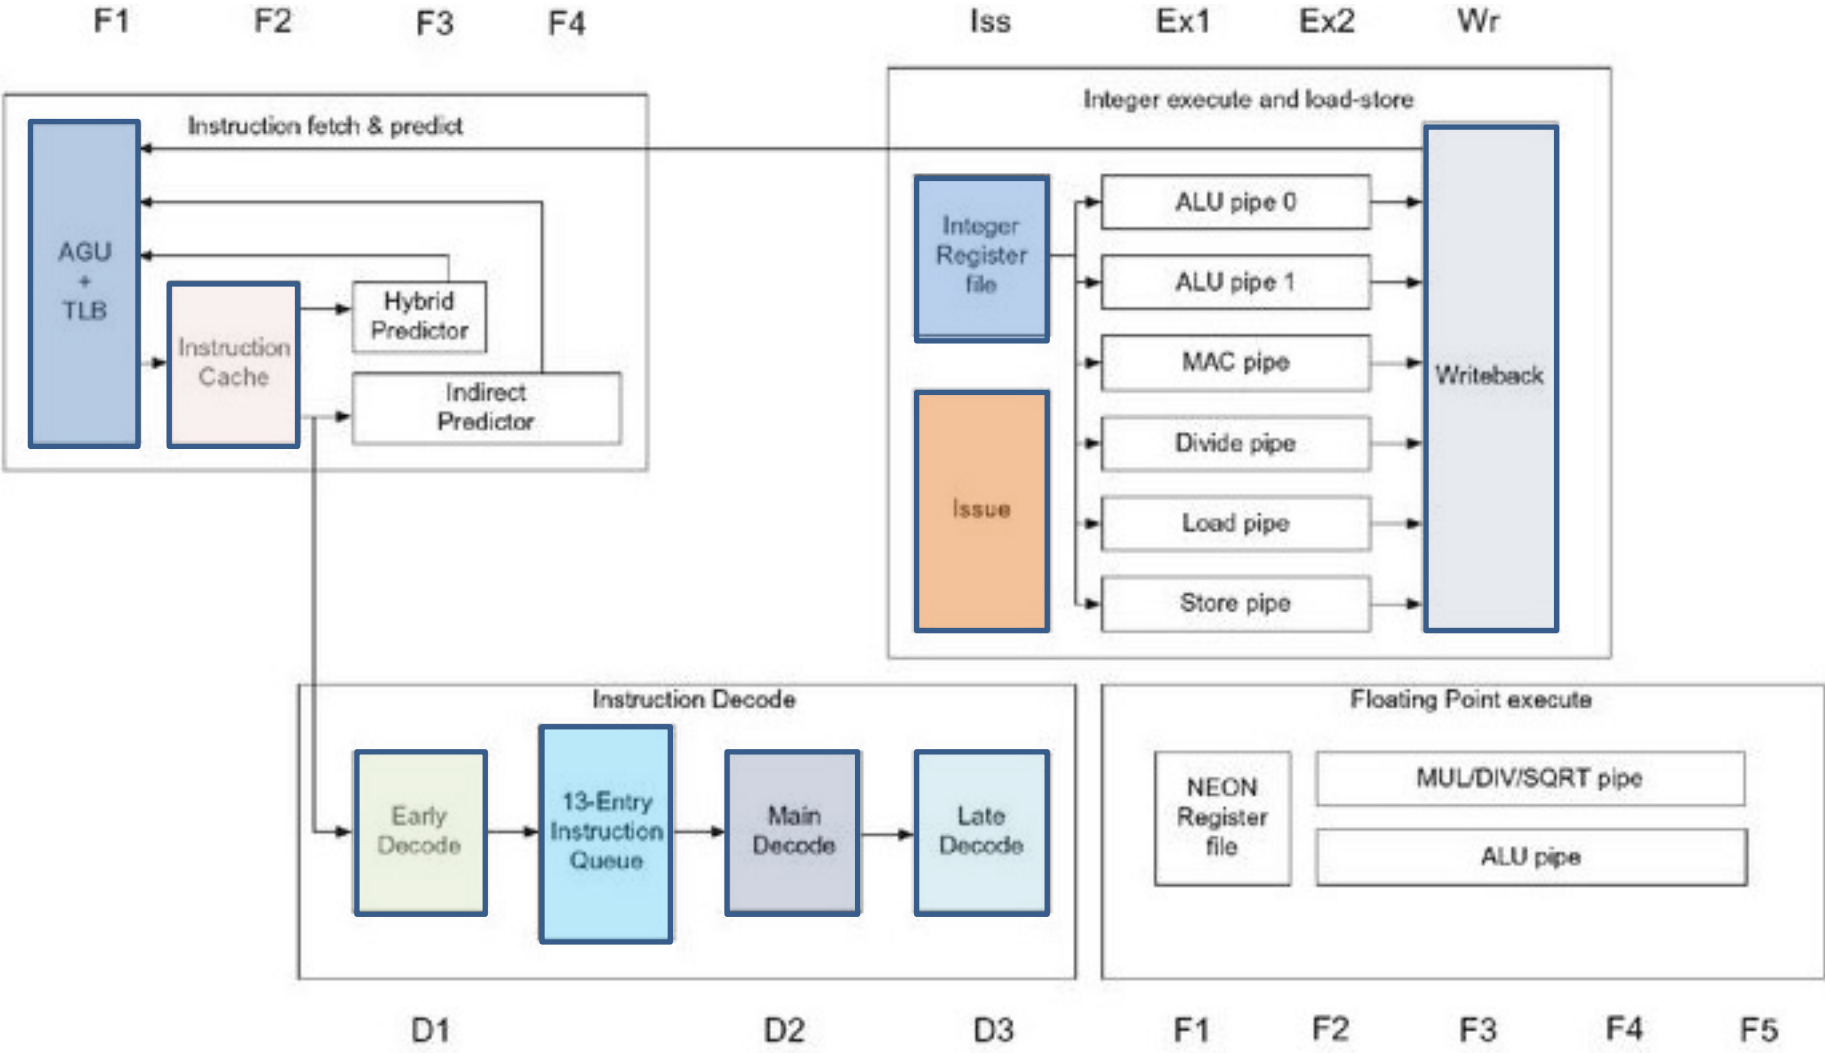 F1 F2 F3 F4 Iss Ex1 Ex2 Wr
Instruction fetch & predict
AGU
+
TLB
Instruction
Cache
Hybrid
Predictor
Indirect
Predictor
Integer execute and load-store
Integer
Register
file
Issue
ALU pipe 0
ALU pipe 1
MAC pipe
Divide pipe
Load pipe
Store pipe
Writeback
Instruction Decode
Early
Decode
13-Entry
Instruction
Queue
Main
Decode
Late
Decode
Floating Point execute
NEON
Register
file
MUL/DIV/SQRT pipe
ALU pipe
D1 D2 D3 F1 F2 F3 F4 F5